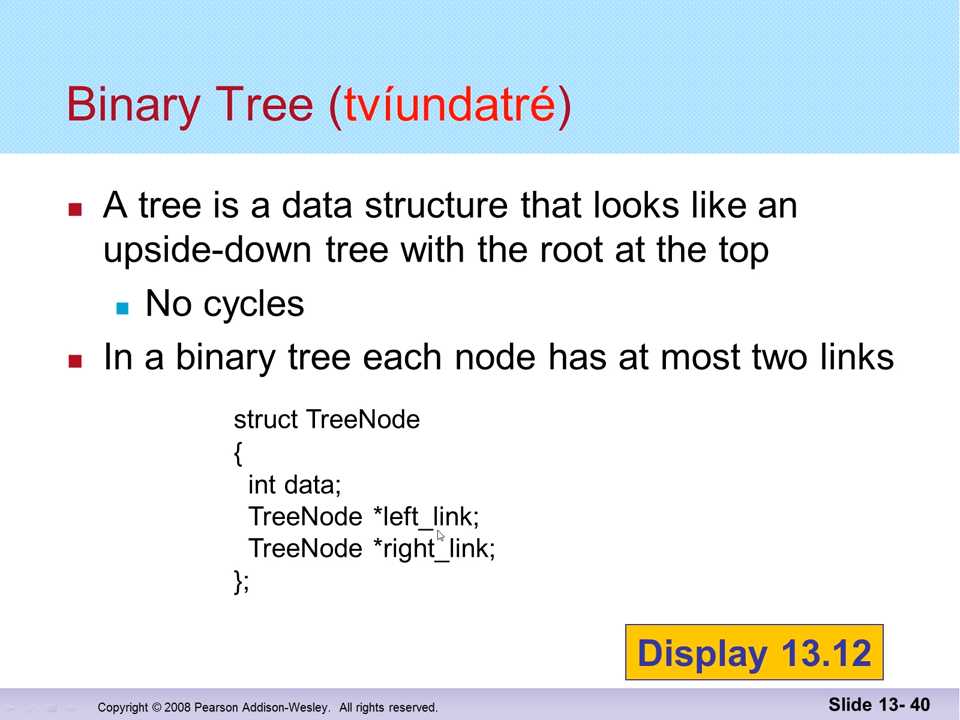 Binary Tree (tvíundatré)
A tree is a data structure that looks like an
upside-down tree with the root at the top
No cycles
In a binary tree each node has at most two links
struct TreeNode
{
int data;
TreeNode *left_link;
TreeNode *right_link;
};
Display 13.12
Copyright © 2008 Pearson Addison-Wesley. All rights reserved.
Slide 13- 40